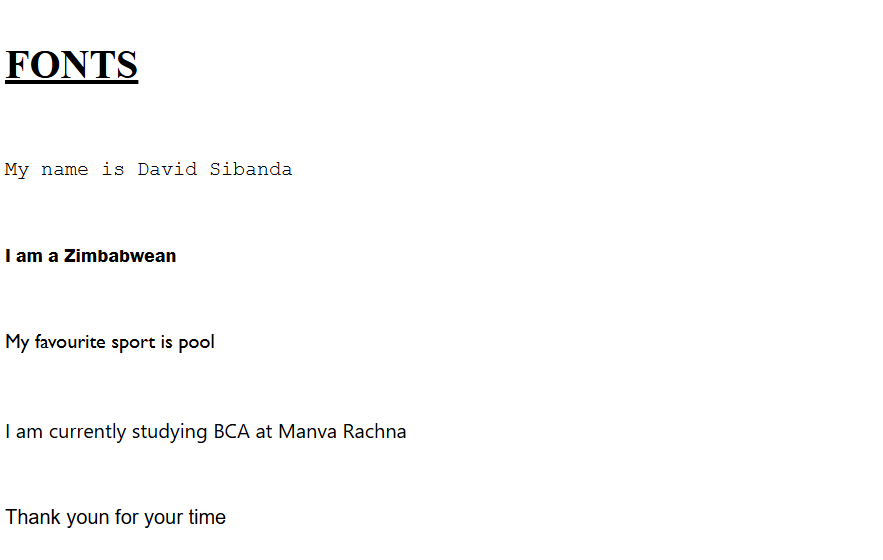 FONTS
My name is David Sibanda
I am a Zimbabwean
My favourite sport is pool
I am currently studying BCA at Manva Rachna
Thank youn for your time